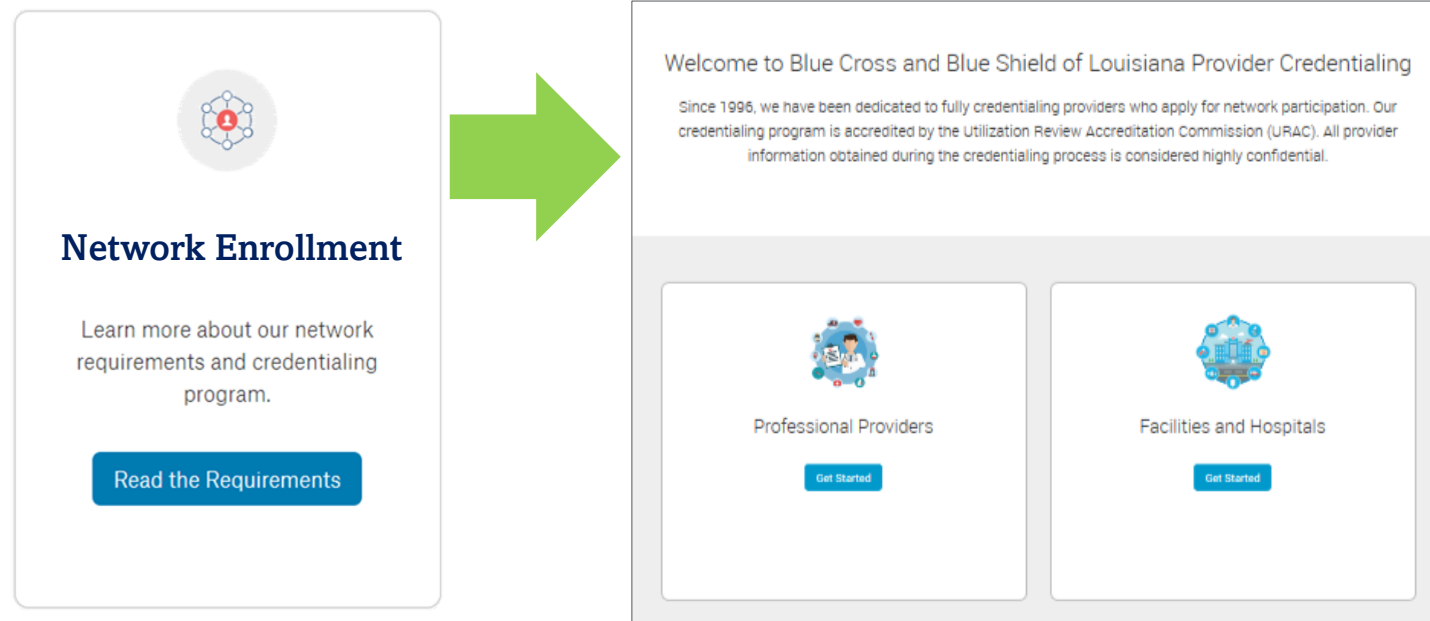 Network Enrollment
Learn more about our network
requirements and credentialing
program.
Read the Requirements
Welcome to Blue Cross and Blue Shield of Louisiana Provider Credentialing
Since 1996, we have been dedicated to fully credentialing providers who apply for network participation. Our
credentialing program is accredited by the Utilization Review Accreditation Commission (URAC). All provider
information obtained during the credentialing process is considered highly confidential.
Professional Providers
Get Started
Facilities and Hospitals
Get Started